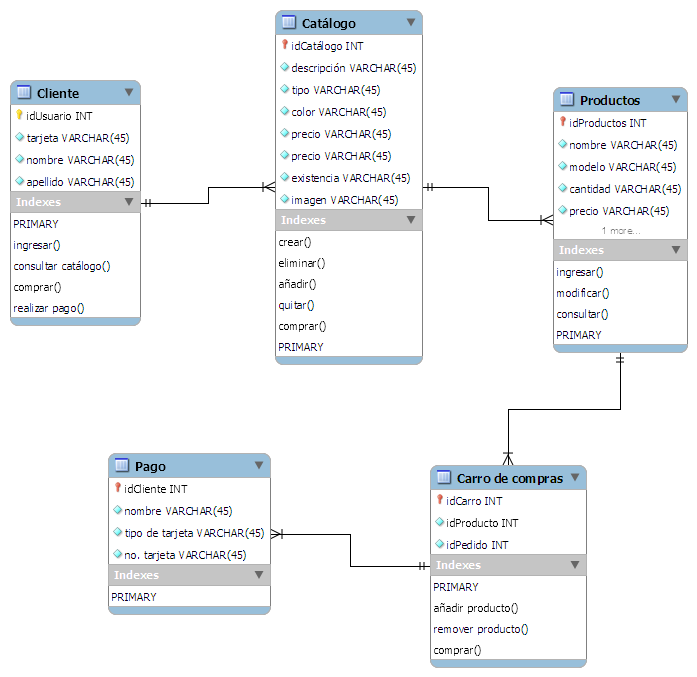 Cliente
idUsuario INT
tarjeta VARCHAR(45)
nombre VARCHAR(45)
apellido VARCHAR(45)
Indexes
PRIMARY
ingresar()
consultar catálogo()
comprar()
realizar pago()
Catálogo
idCatálogo INT
descripción VARCHAR(45)
tipo VARCHAR(45)
color VARCHAR(45)
precio VARCHAR(45)
precio VARCHAR(45)
existencia VARCHAR(45)
imagen VARCHAR(45)
Indexes
crear()
eliminar()
añadir()
quitar()
comprar()
PRIMARY
Productos
idProductos INT
nombre VARCHAR(45)
modelo VARCHAR(45)
cantidad VARCHAR(45)
precio VARCHAR(45)
1 more...
Indexes
ingresar()
modificar()
consultar()
PRIMARY
Pago
idCliente INT
nombre VARCHAR(45)
tipo de tarjeta VARCHAR(45)
no. tarjeta VARCHAR(45)
Indexes
PRIMARY
Carro de compras
idCarro INT
idProducto INT
idPedido INT
Indexes
PRIMARY
añadir producto()
remover producto()
comprar()